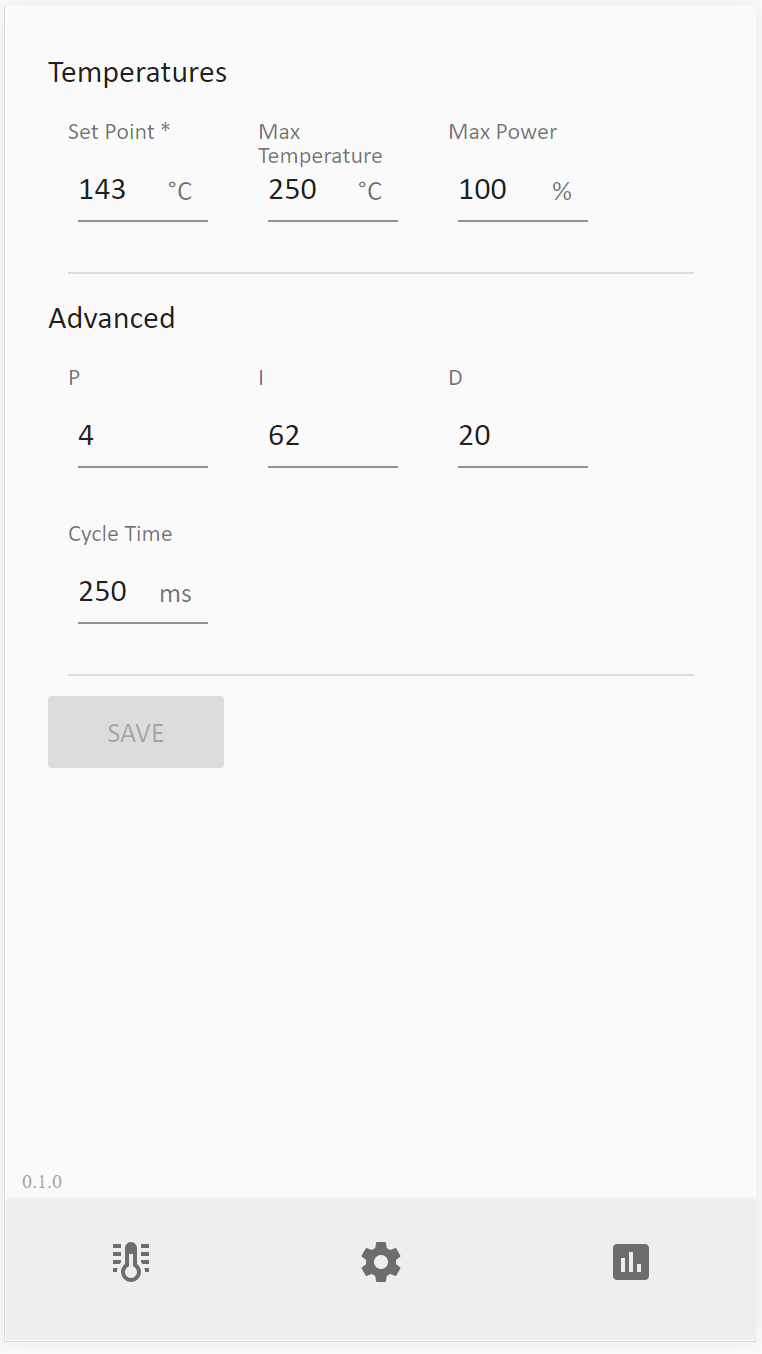 Temperatures
Set Point * Max Temperature Max Power
143 °C 250 °C 100 %
Advanced
P I D
4 62 20
Cycle Time
250 ms
SAVE
0.1.0